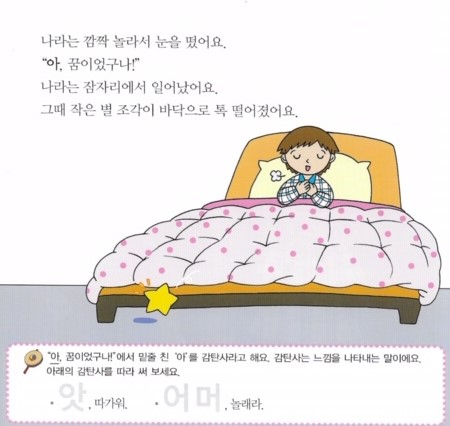 나라는 깜짝 놀라서 눈을 떴어요.
“아, 꿈이었구나!”
나라는 잠자리에서 일어났어요.
그때 작은 별 조각이 바닥으로 톡 떨어졌어요.
“아, 꿈이었구나!”에서 밑줄 친 ‘아’를 감탄사라고 해요. 감탄사는 느낌을 나타내는 말이에요.
아래의 감탄사를 따라 써 보세요.
• 앗, 따가워. • 어머, 놀래라.